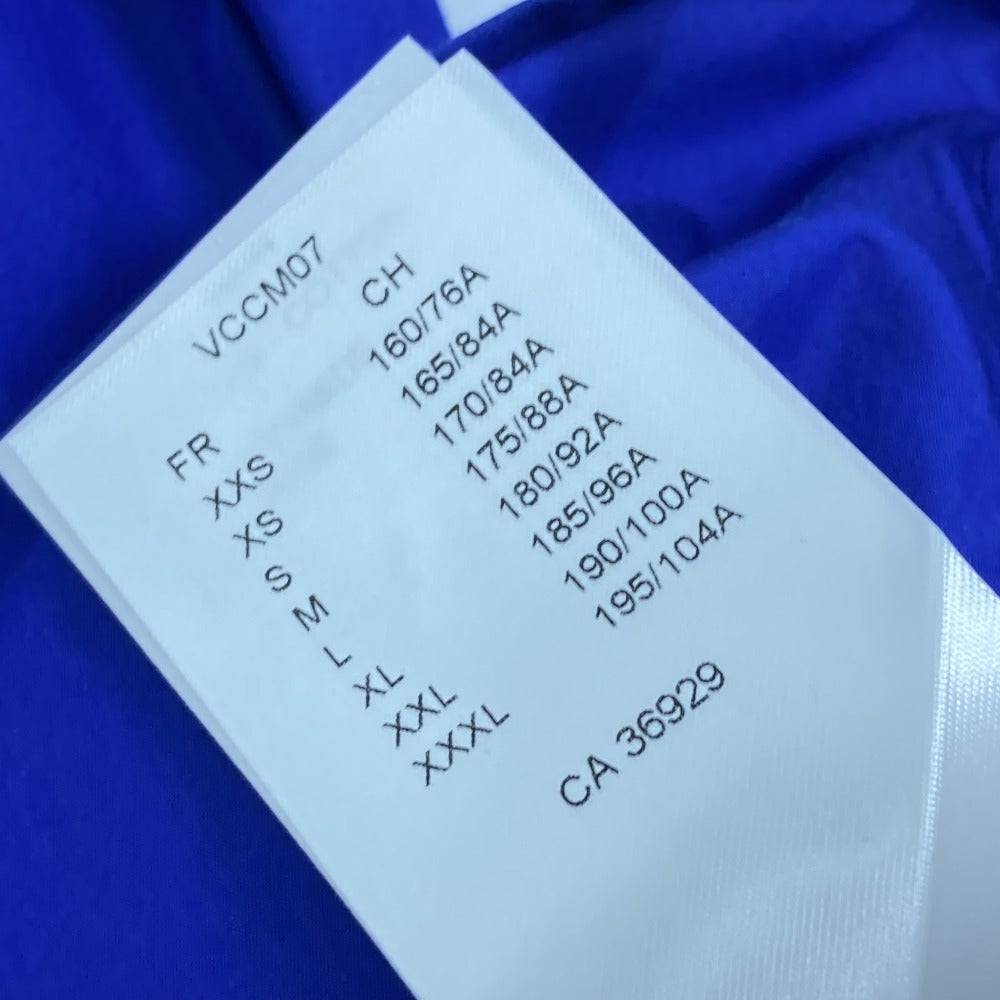 VCCM07
FR CH
XXS 160/76A
XS 165/84A
S 170/84A
M 175/88A
L 180/92A
XL 185/96A
XXL 190/100A
XXXL 195/104A
CA 36929